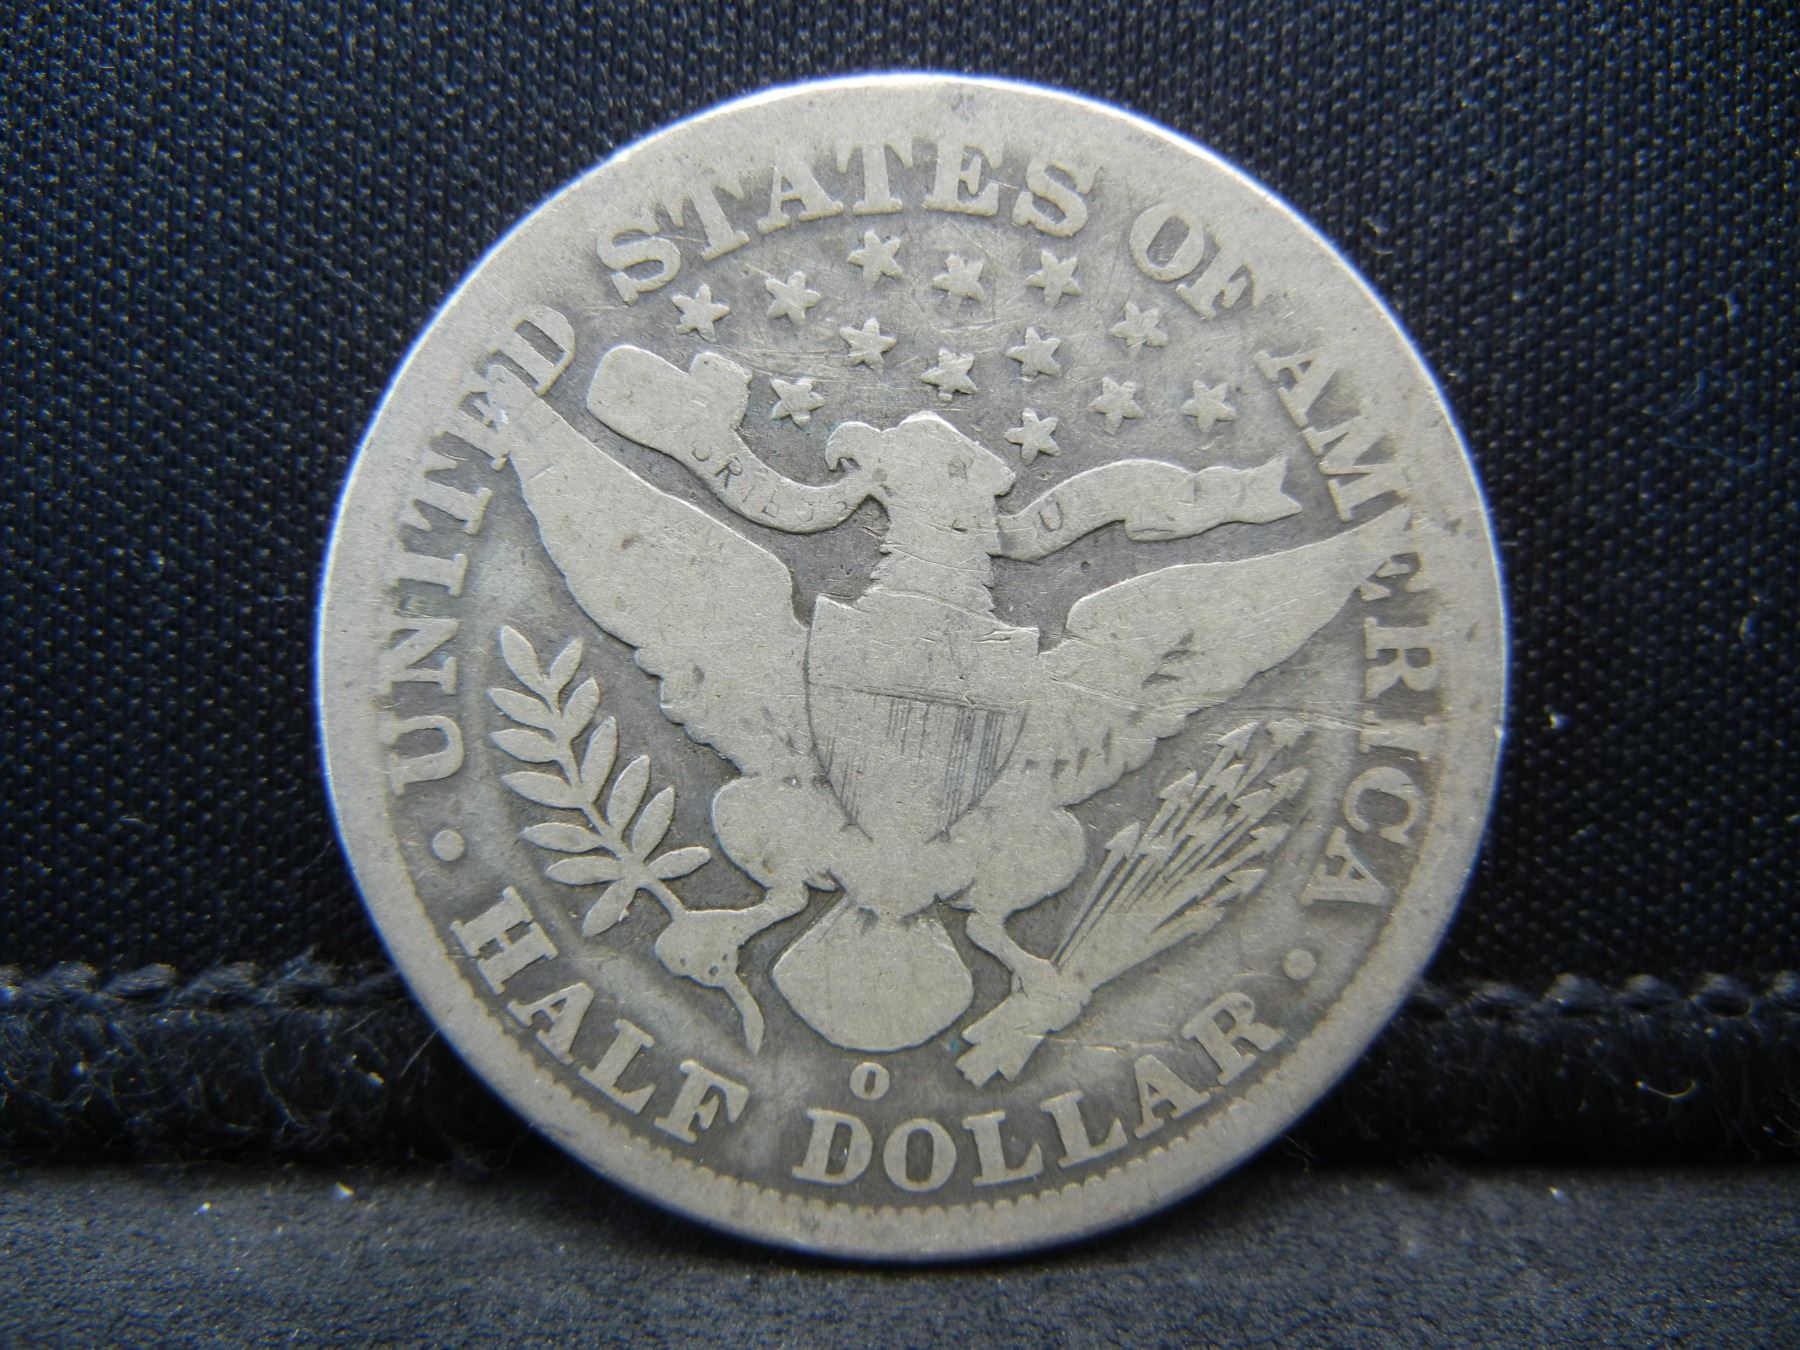 UNITED STATES OF AMERICA
U
O
HALF DOLLAR